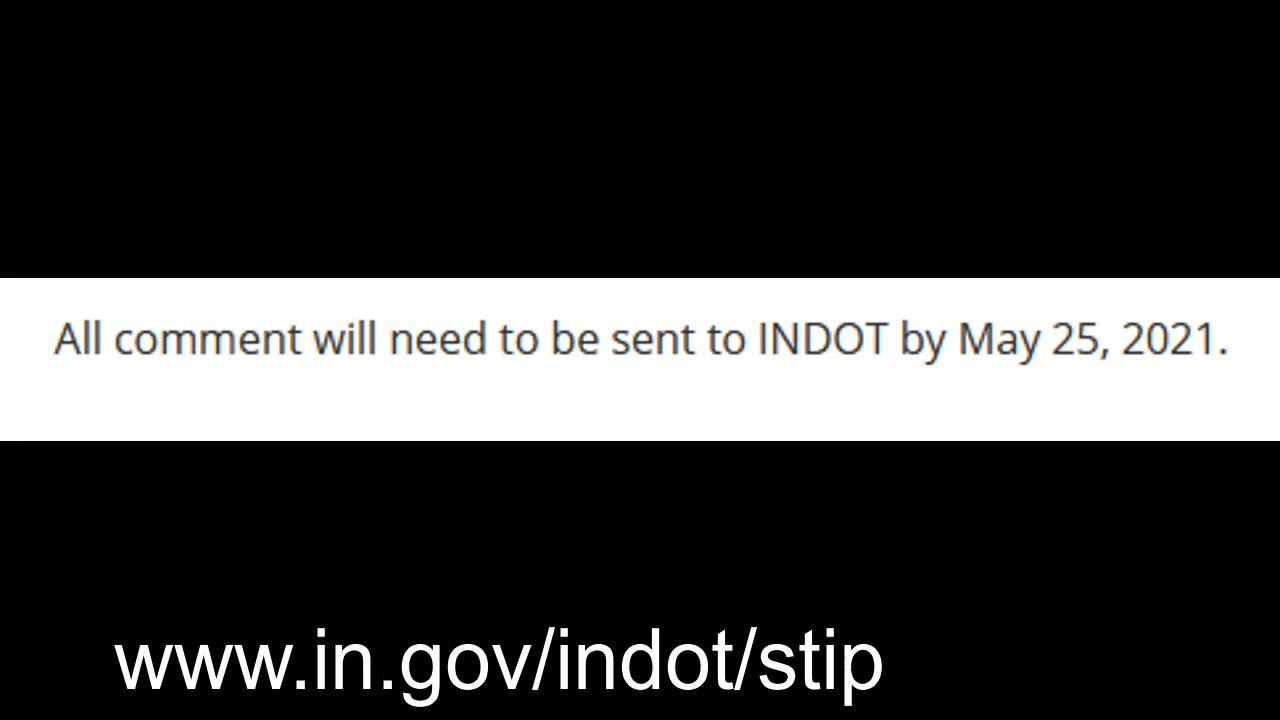 All comment will need to be sent to INDOT by May 25, 2021.
www.in.gov/indot/stip